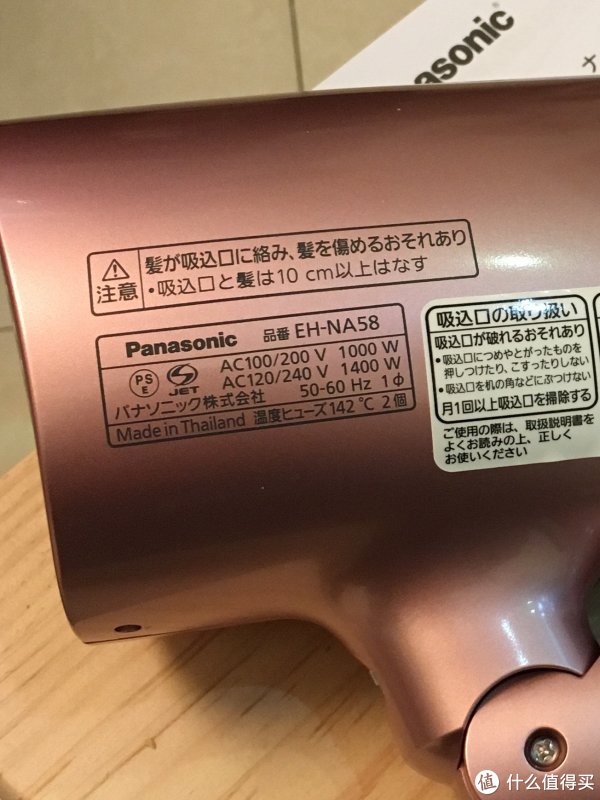 nasonic
ナ
注意
髪が吸込口に絡み、髪を傷めるおそれあり
・吸込口と髪は10 cm以上はなす
Panasonic 品番 EH-NA58
PS E JET AC100/200 V 1000 W
AC120/240 V 1400 W
パナソニック株式会社 50-60 Hz 1φ
Made in Thailand 温度ヒューズ142 ℃ 2個
吸込口の取り扱い
吸込口が破れるおそれあり
・吸込口につめやとがったものを
押しつけたり、こすったりしない
・吸込口を机の角などにぶつけない
月1回以上吸込口を掃除する
ご使用の際は、取扱説明書を
よくお読みの上、正しく
お使いください
值 什么值得买